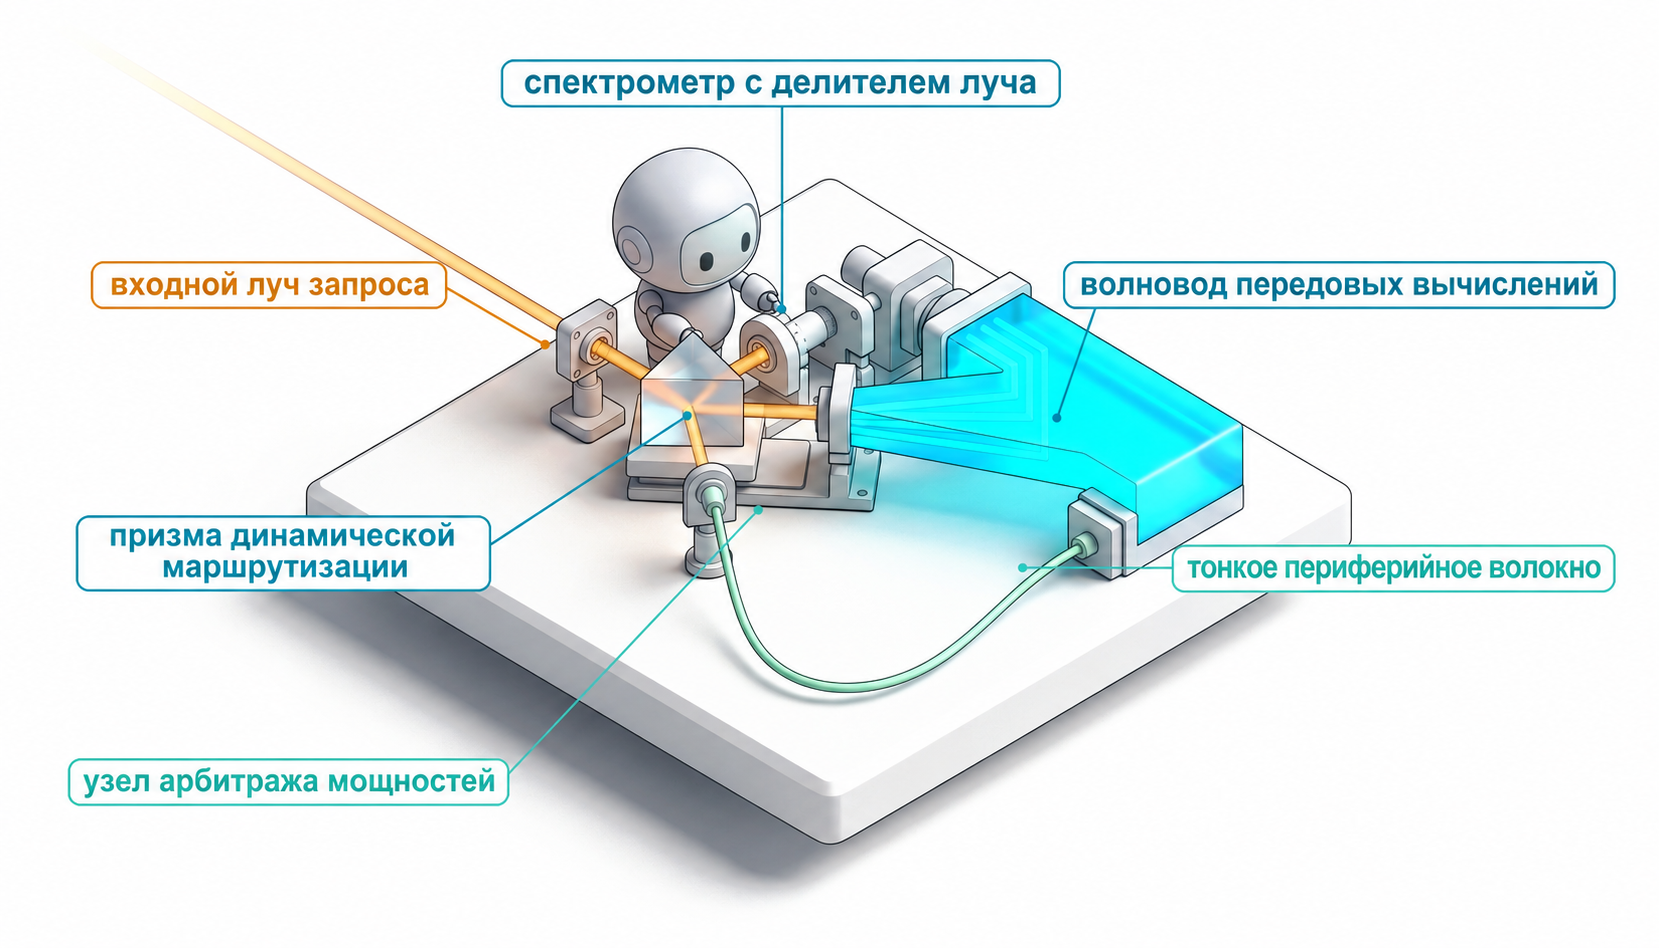 спектрометр с делителем луча
входной луч запроса
волновод передовых вычислений
призма динамической
маршрутизации
тонкое периферийное волокно
узел арбитража мощностей